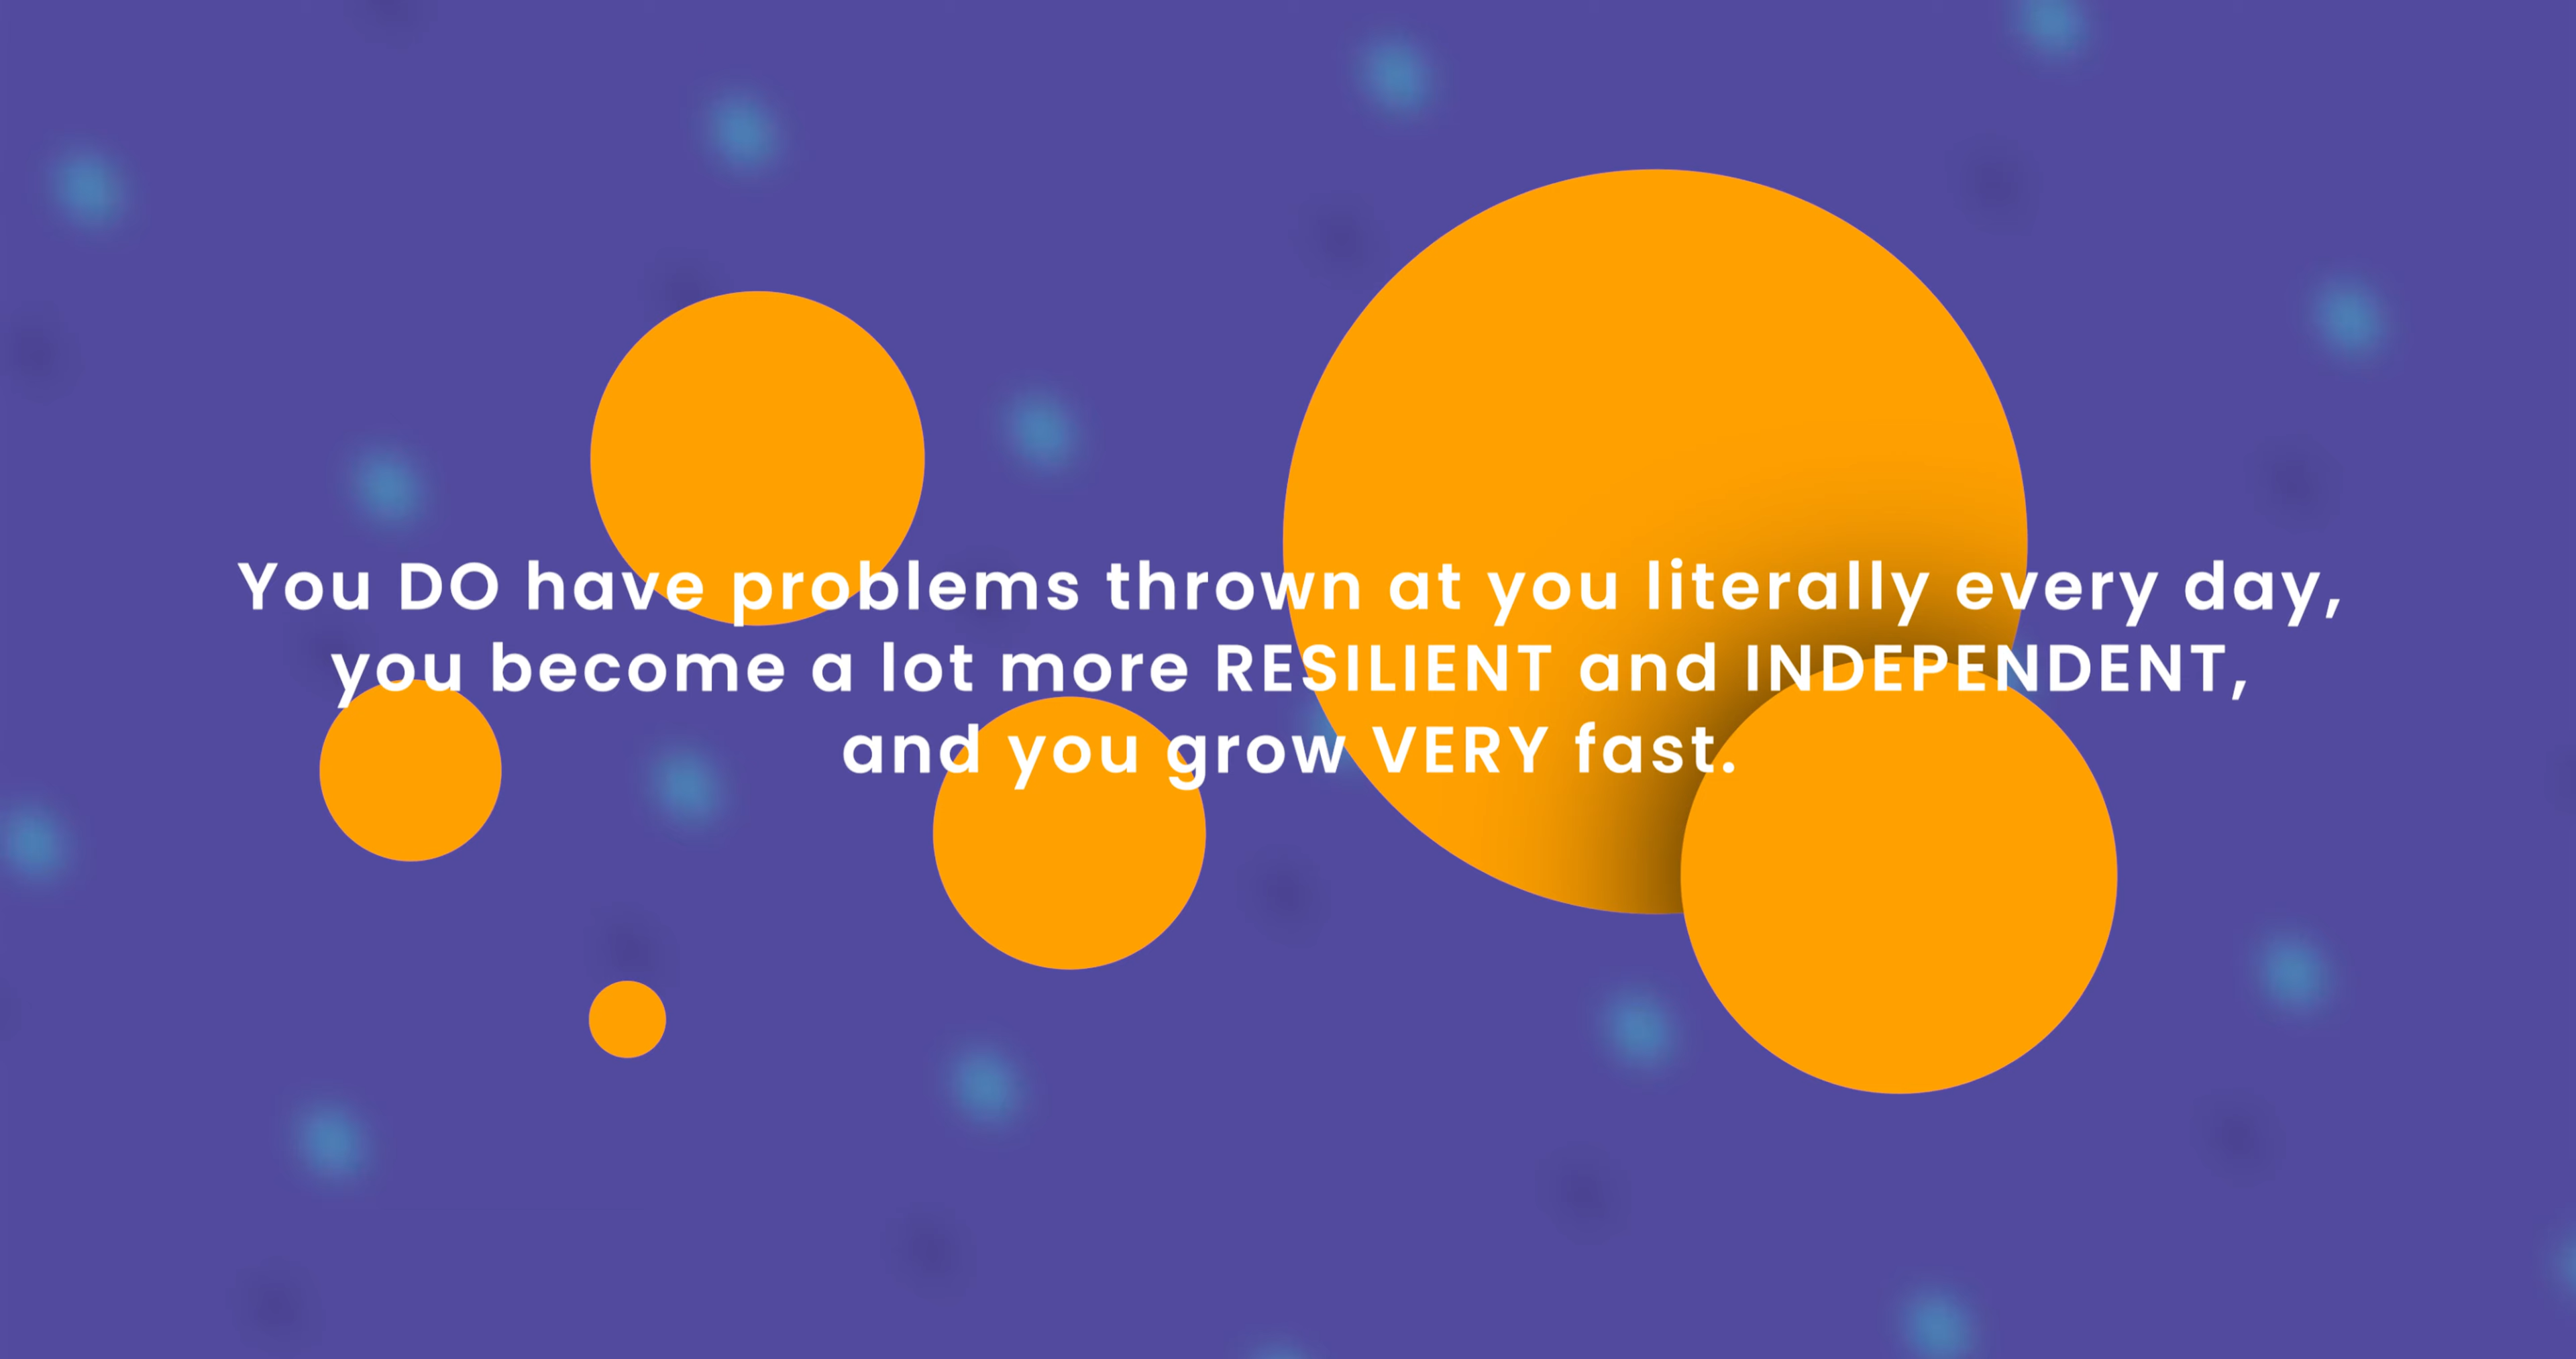 You DO have problems thrown at you literally every day,
you become a lot more RESILIENT and INDEPENDENT,
and you grow VERY fast.